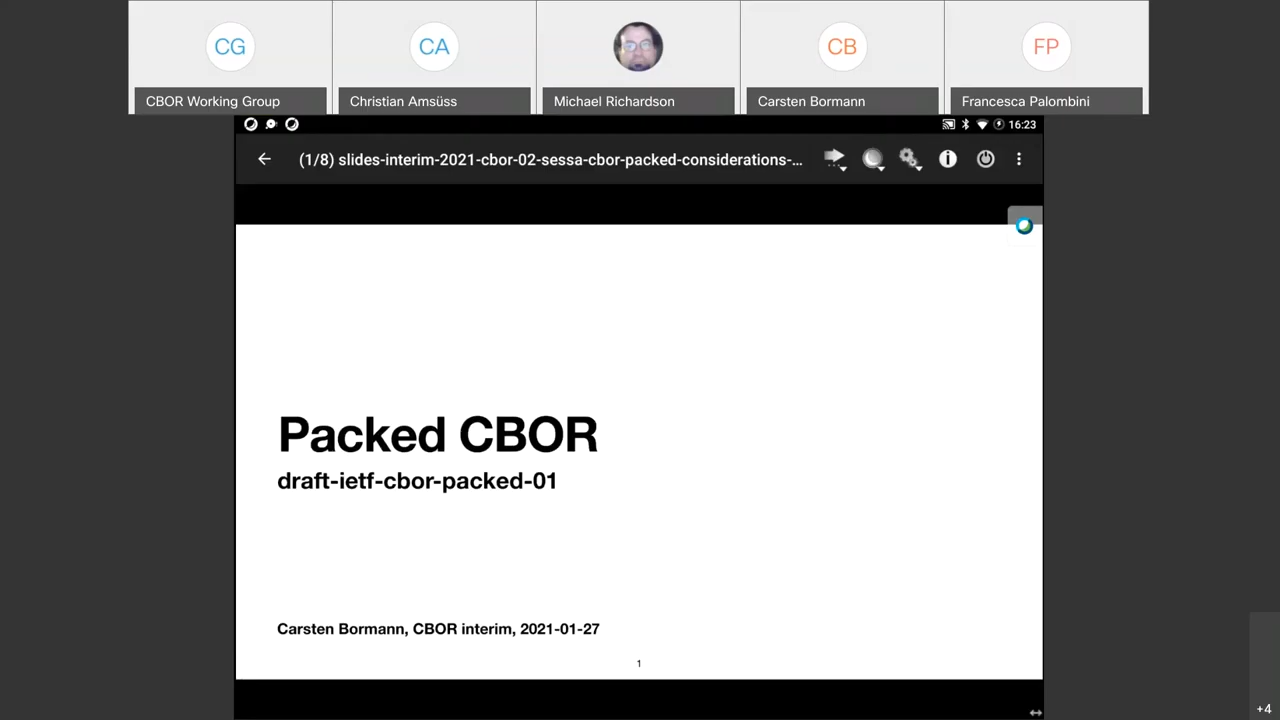 CG
CA
CB
FP
CBOR Working Group
Christian Amsüss
Michael Richardson
Carsten Bormann
Francesca Palombini
16:23
(1/8) slides-interim-2021-cbor-02-sessa-cbor-packed-considerations-...
Packed CBOR
draft-ietf-cbor-packed-01
Carsten Bormann, CBOR interim, 2021-01-27
1
+4